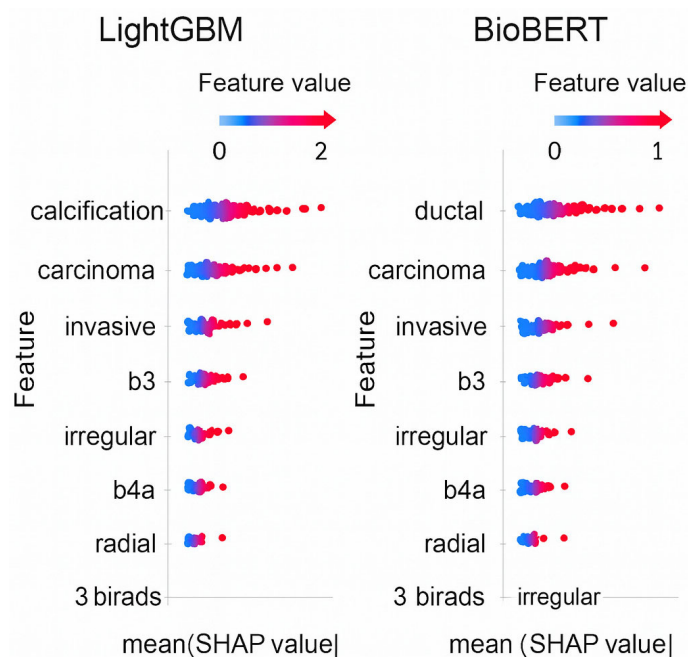 LightGBM
Feature value
0 2
calcification
carcinoma
invasive
b3
irregular
b4a
radial
3 birads
Feature
mean(SHAP value|
BioBERT
Feature value
0 1
ductal
carcinoma
invasive
b3
irregular
b4a
radial
3 birads irregular
Feature
mean (SHAP value|